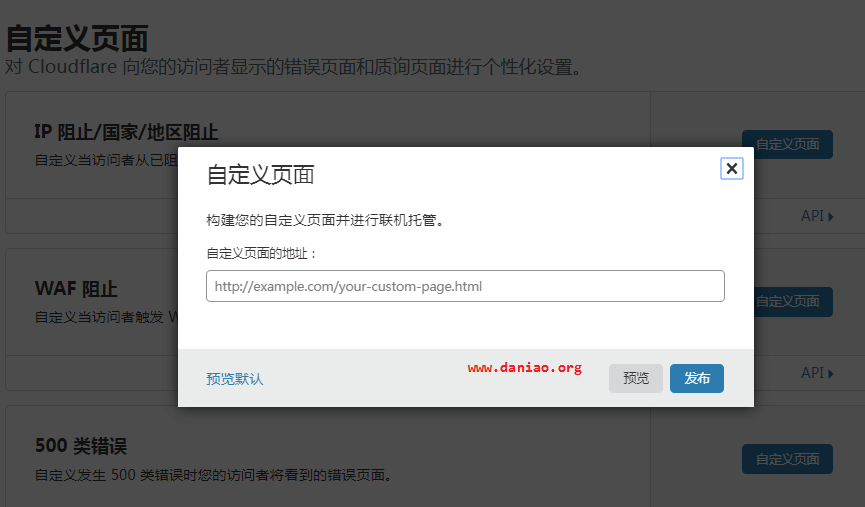 自定义页面
对 Cloudflare 向您的访问者显示的错误页面和质询页面进行个性化设置。
IP 阻止/国家/地区阻止
自定义当访问者从已阻
自定义页面
API
自定义页面
构建您的自定义页面并进行联机托管。
自定义页面的地址：
http://example.com/your-custom-page.html
预览默认
www.daniao.org
预览
发布
WAF 阻止
自定义当访问者触发 W
自定义页面
API
500 类错误
自定义发生 500 类错误时您的访问者将看到的错误页面。
自定义页面